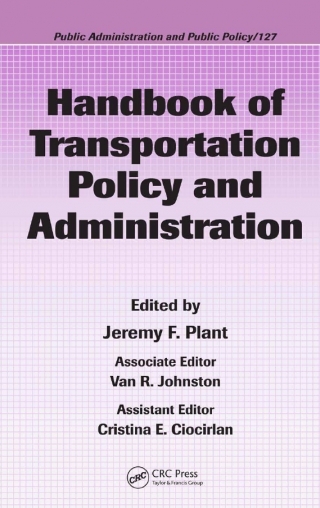 Public Administration and Public Policy/127
Handbook of
Transportation
Policy and
Administration
Edited by
Jeremy F. Plant
Associate Editor
Van R. Johnston
Assistant Editor
Cristina E. Ciocirlan
CRC
CRC Press
Taylor & Francis Group